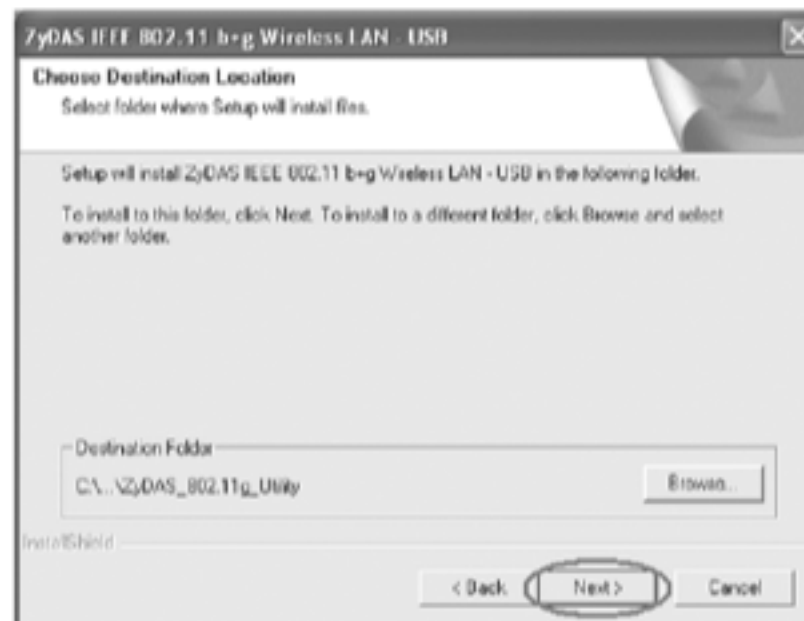 ZyDAS IEEE 802.11 b+g Wireless LAN - USB
Choose Destination Location
Select folder where Setup will install files.
Setup will install ZyDAS IEEE 802.11 b+g Wireless LAN - USB in the following folder.
To install to this folder, click Next. To install to a different folder, click Browse and select
another folder.
Destination Folder
C:\...\ZyDAS_802.11g_Utility
Browse...
InstallShield
< Back
Next >
Cancel